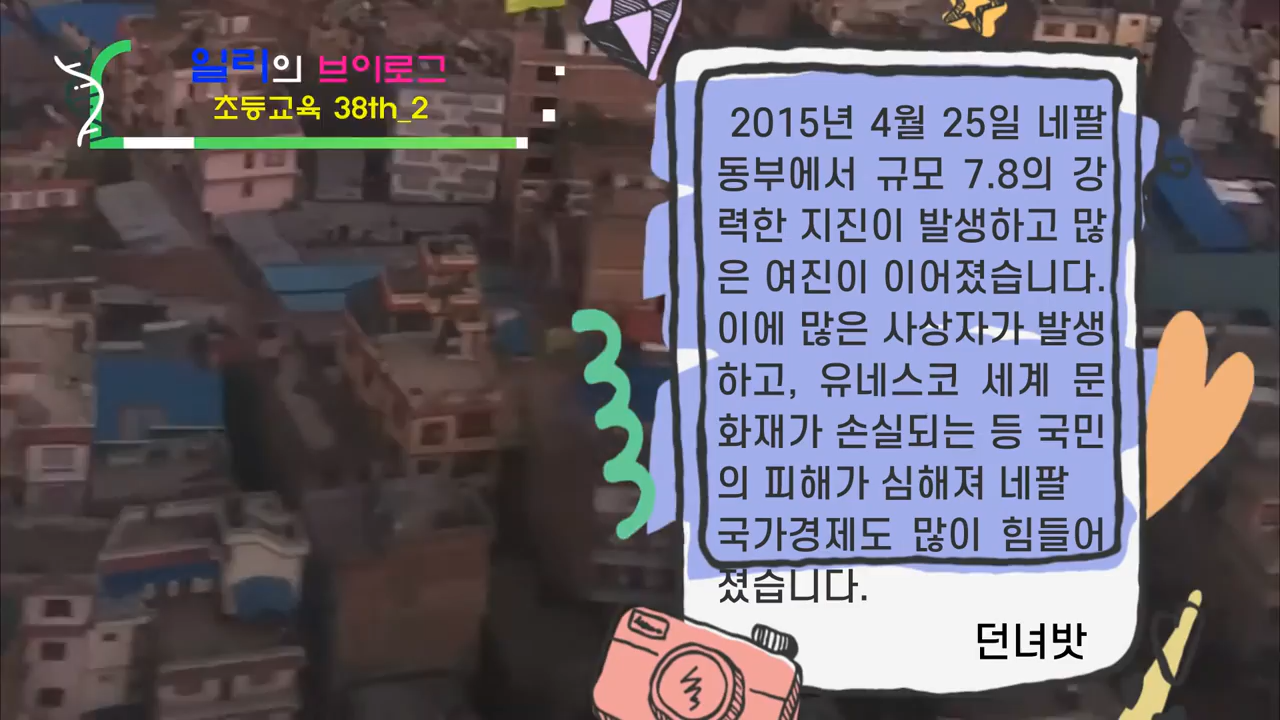 일리의 브이로그
초등교육 38th_2
2015년 4월 25일 네팔
동부에서 규모 7.8의 강
력한 지진이 발생하고 많
은 여진이 이어졌습니다.
이에 많은 사상자가 발생
하고, 유네스코 세계 문
화재가 손실되는 등 국민
의 피해가 심해져 네팔
국가경제도 많이 힘들어
졌습니다.
던녀밧